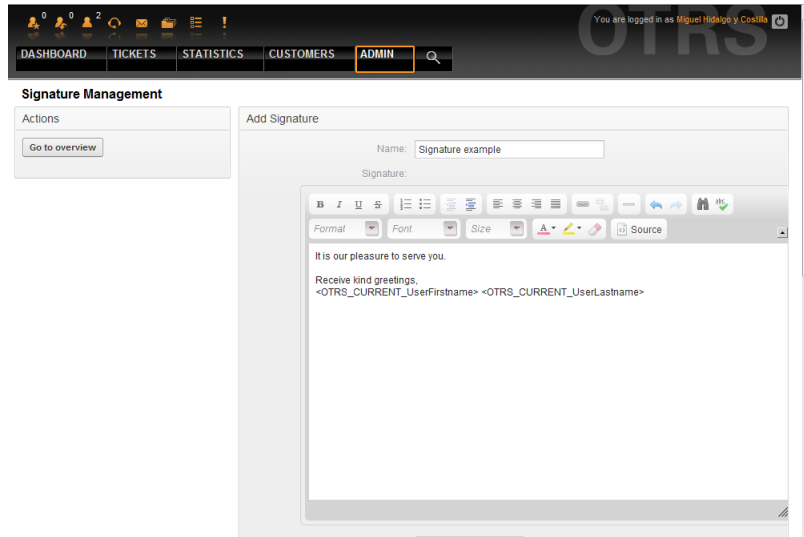 0 0 2
You are logged in as Miguel Hidalgo y Costilla
OTRS
DASHBOARD TICKETS STATISTICS CUSTOMERS ADMIN
Signature Management
Actions
Go to overview
Add Signature
Name: Signature example
Signature:
B I U S
ABC
Format Font Size A Source
It is our pleasure to serve you.
Receive kind greetings,
<OTRS_CURRENT_UserFirstname> <OTRS_CURRENT_UserLastname>